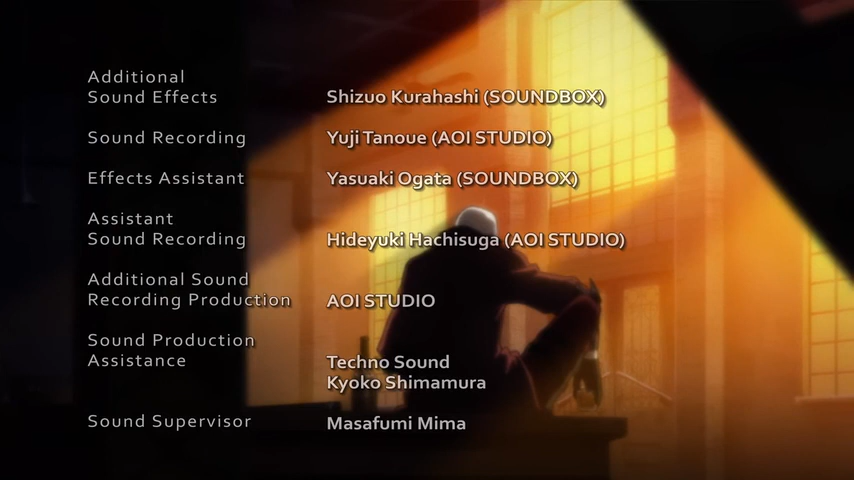 Additional
Sound Effects Shizuo Kurahashi (SOUNDBOX)
Sound Recording Yuji Tanoue (AOI STUDIO)
Effects Assistant Yasuaki Ogata (SOUNDBOX)
Assistant
Sound Recording Hideyuki Hachisuga (AOI STUDIO)
Additional Sound
Recording Production AOI STUDIO
Sound Production
Assistance Techno Sound
Kyoko Shimamura
Sound Supervisor Masafumi Mima